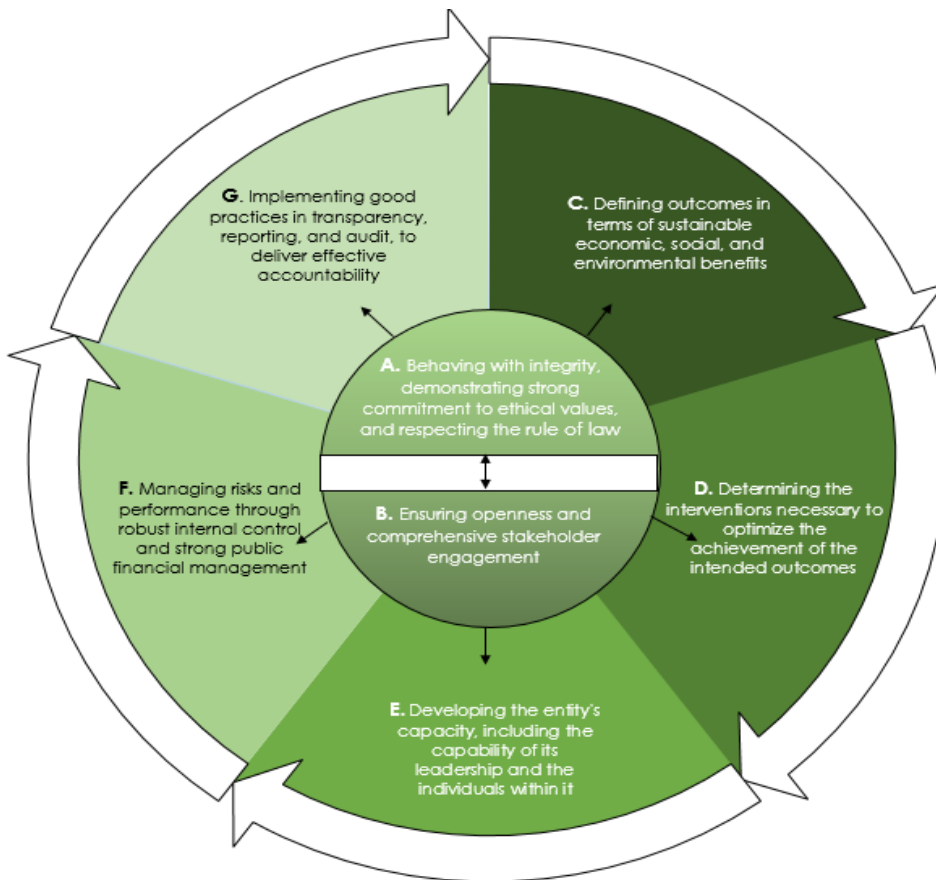 A. Behaving with integrity,
demonstrating strong
commitment to ethical values,
and respecting the rule of law
B. Ensuring openness and
comprehensive stakeholder
engagement
C. Defining outcomes in
terms of sustainable
economic, social, and
environmental benefits
D. Determining the
interventions necessary to
optimize the
achievement of the
intended outcomes
E. Developing the entity's
capacity, including the
capability of its
leadership and the
individuals within it
F. Managing risks and
performance through
robust internal control
and strong public
financial management
G. Implementing good
practices in transparency,
reporting, and audit, to
deliver effective
accountability